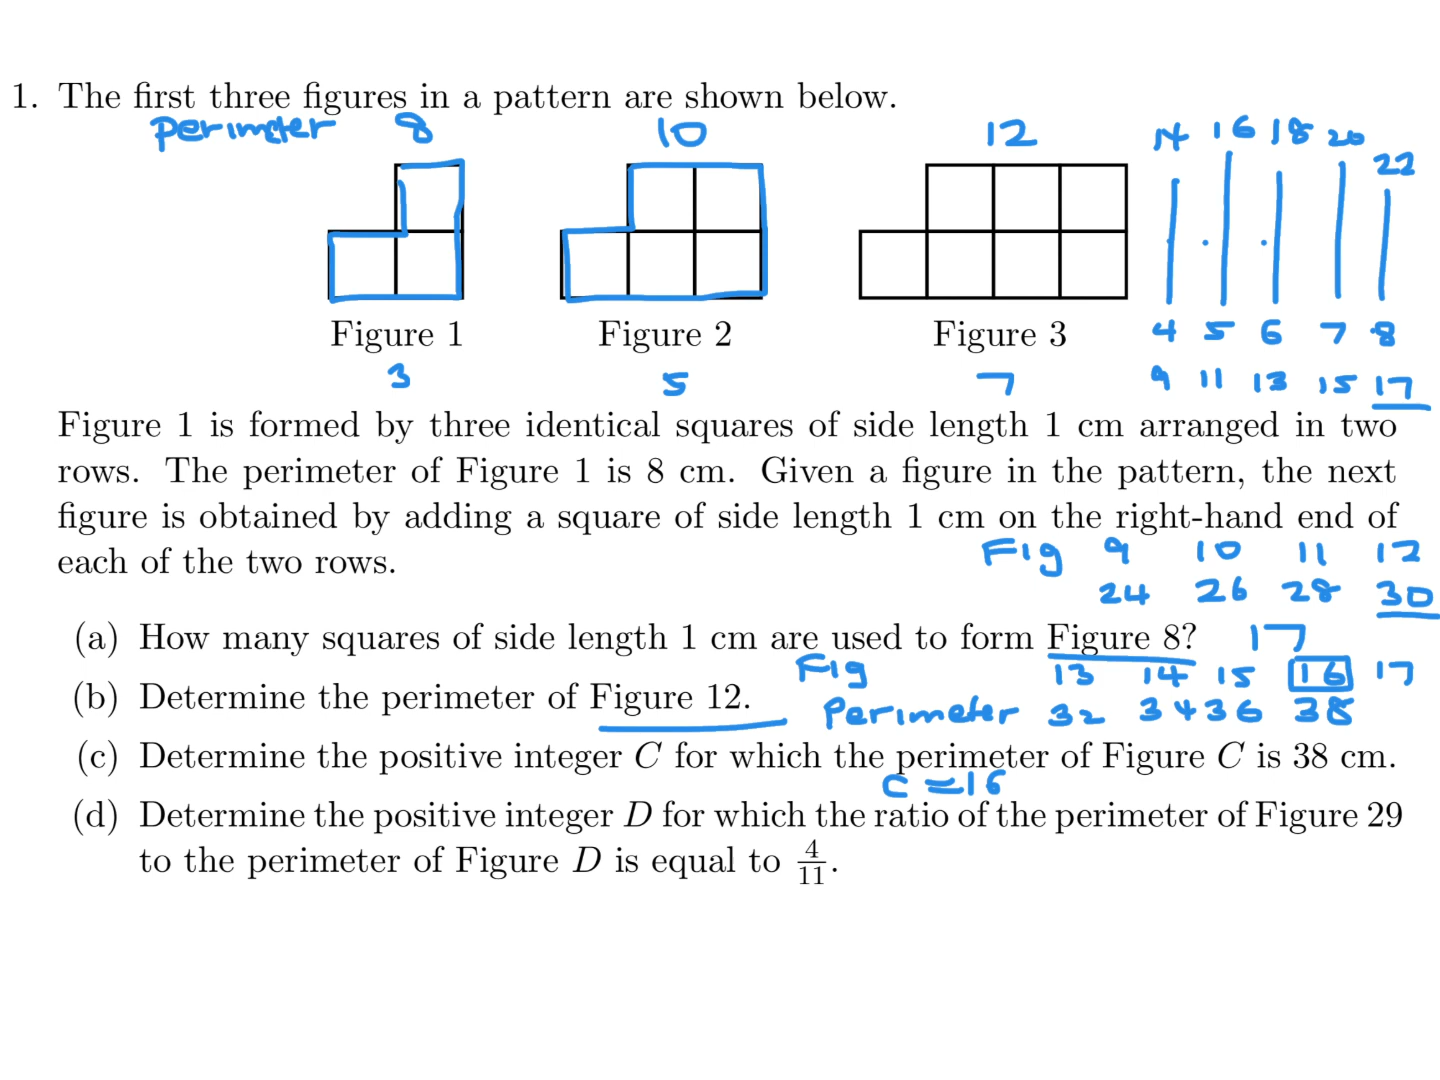 1. The first three figures in a pattern are shown below.
perimeter 8 10 12 14 16 18 20 22
Figure 1 Figure 2 Figure 3 4 5 6 7 8
3 5 7 9 11 13 15 17
Figure 1 is formed by three identical squares of side length 1 cm arranged in two
rows. The perimeter of Figure 1 is 8 cm. Given a figure in the pattern, the next
figure is obtained by adding a square of side length 1 cm on the right-hand end of
each of the two rows.
Fig 9 10 11 12
24 26 28 30
(a) How many squares of side length 1 cm are used to form Figure 8? 17
Fig 13 14 15 16 17
(b) Determine the perimeter of Figure 12.
Perimeter 32 34 36 38
(c) Determine the positive integer C for which the perimeter of Figure C is 38 cm.
C = 16
(d) Determine the positive integer D for which the ratio of the perimeter of Figure 29
to the perimeter of Figure D is equal to 4/11.